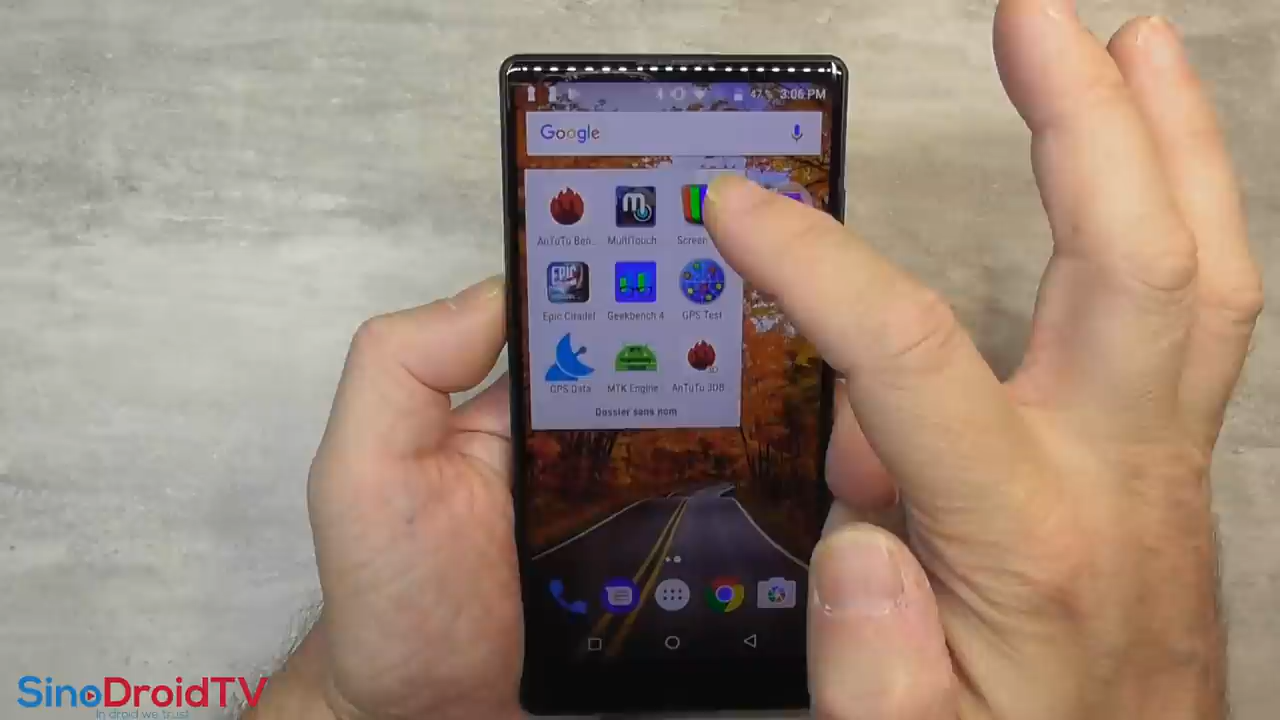 47% 3:06 PM
Google
AnTuTu Ben.. MultiTouch Screen
EPIC
Epic Citadel Geekbench 4 GPS Test
GPS Data MTK Engine AnTuTu 3DB
Dossier sans nom
SinoDroidTV
In droid we trust